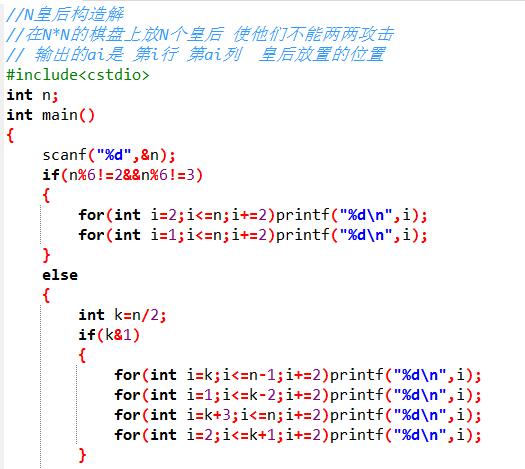 //N皇后构造解
//在N*N的棋盘上放N个皇后 使他们不能两两攻击
// 输出的ai是 第i行 第ai列  皇后放置的位置
#include<cstdio>
int n;
int main()
{
    scanf("%d",&n);
    if(n%6!=2&&n%6!=3)
    {
        for(int i=2;i<=n;i+=2)printf("%d\n",i);
        for(int i=1;i<=n;i+=2)printf("%d\n",i);
    }
    else
    {
        int k=n/2;
        if(k&1)
        {
            for(int i=k;i<=n-1;i+=2)printf("%d\n",i);
            for(int i=1;i<=k-2;i+=2)printf("%d\n",i);
            for(int i=k+3;i<=n;i+=2)printf("%d\n",i);
            for(int i=2;i<=k+1;i+=2)printf("%d\n",i);
        }